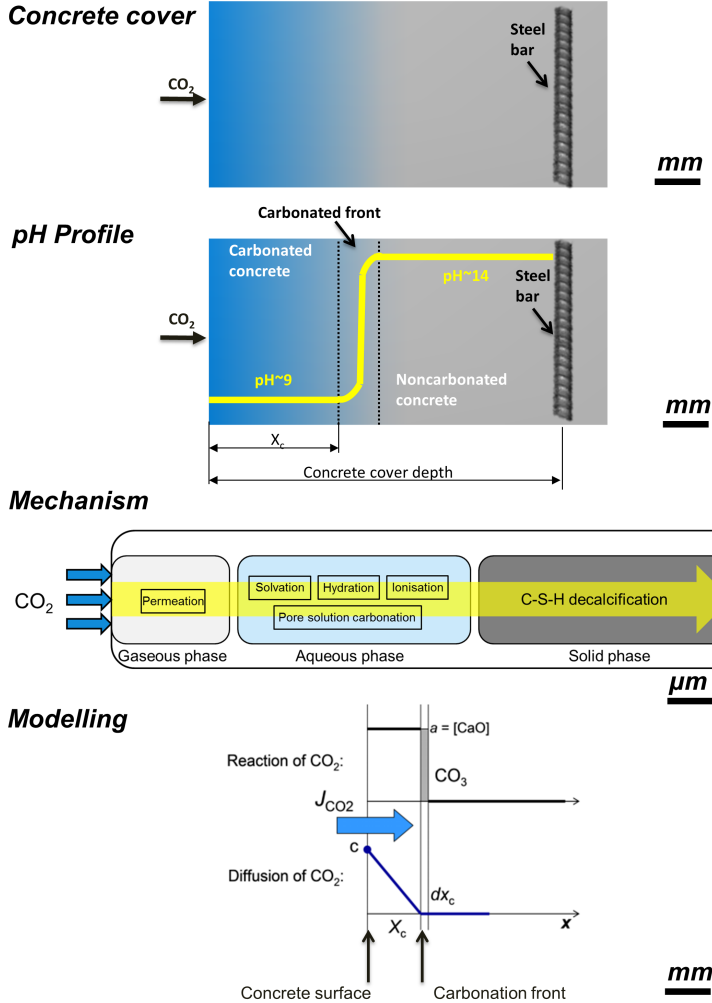 Concrete cover
Steel
bar
CO2
mm
Carbonated front
pH Profile
Carbonated
concrete
pH~14
Steel
bar
CO2
pH~9
Noncarbonated
concrete
mm
Xc
Concrete cover depth
Mechanism
Solvation Hydration Ionisation
CO2
Permeation
C-S-H decalcification
Pore solution carbonation
Gaseous phase Aqueous phase Solid phase
µm
Modelling
a = [CaO]
Reaction of CO2:
CO3
JCO2
c
Diffusion of CO2:
dxc
Xc
x
Concrete surface Carbonation front
mm